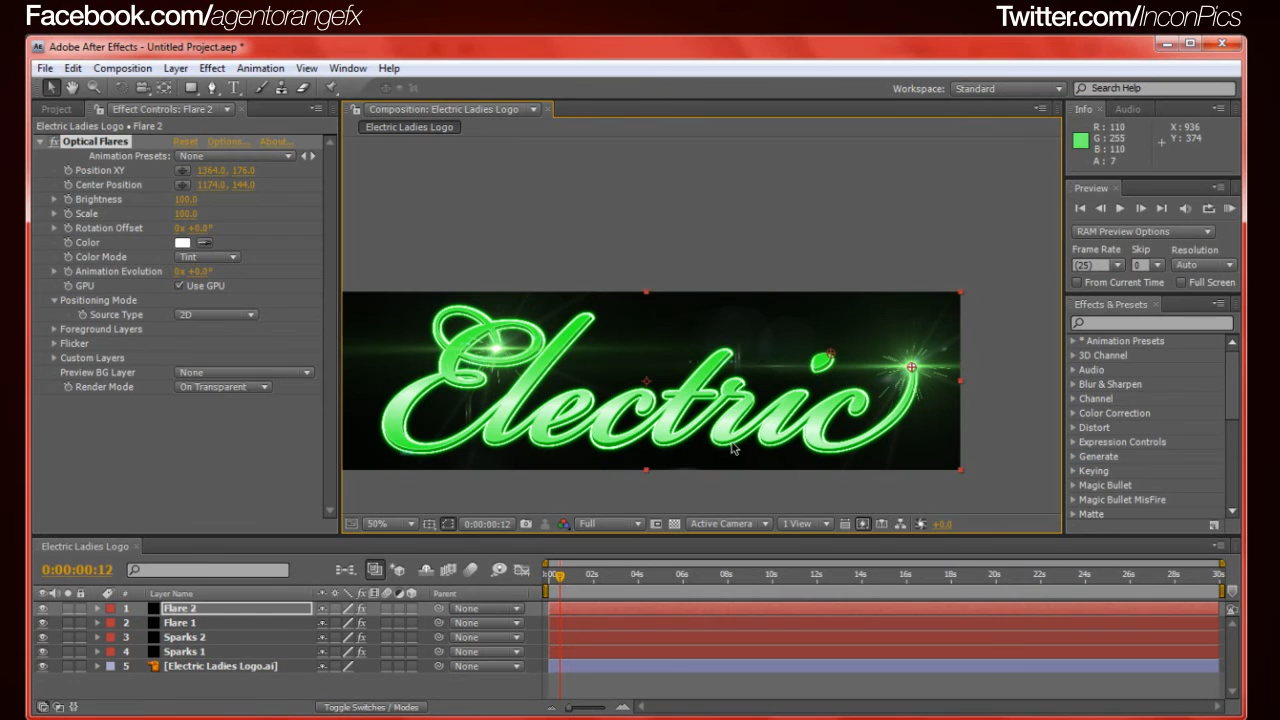 Facebook.com/agentorangefx
Twitter.com/InconPics
Adobe After Effects - Untitled Project.aep *
File Edit Composition Layer Effect Animation View Window Help
Workspace: Standard
Search Help
Project
Effect Controls: Flare 2
Composition: Electric Ladies Logo
Info
Audio
Electric Ladies Logo • Flare 2
Electric Ladies Logo
R: 110
G: 255
B: 110
A: 7
X: 936
Y: 374
fx Optical Flares Reset Options... About...
Animation Presets: None
Position XY 1364.0, 176.0
Center Position 1174.0, 144.0
Brightness 100.0
Scale 100.0
Rotation Offset 0x +0.0°
Color
Color Mode Tint
Animation Evolution 0x +0.0°
GPU Use GPU
Positioning Mode
Source Type 2D
Foreground Layers
Flicker
Custom Layers
Preview BG Layer None
Render Mode On Transparent
Electric
Preview
RAM Preview Options
Frame Rate Skip Resolution
(25) 0 Auto
From Current Time Full Screen
Effects & Presets
* Animation Presets
3D Channel
Audio
Blur & Sharpen
Channel
Color Correction
Distort
Expression Controls
Generate
Keying
Magic Bullet
Magic Bullet MisFire
Matte
50% 0:00:00:12 Full Active Camera 1 View +0.0
Electric Ladies Logo
0:00:00:12
:00s 02s 04s 06s 08s 10s 12s 14s 16s 18s 20s 22s 24s 26s 28s 30s
# Layer Name Parent
1 Flare 2 None
2 Flare 1 None
3 Sparks 2 None
4 Sparks 1 None
5 [Electric Ladies Logo.ai] None
Toggle Switches / Modes